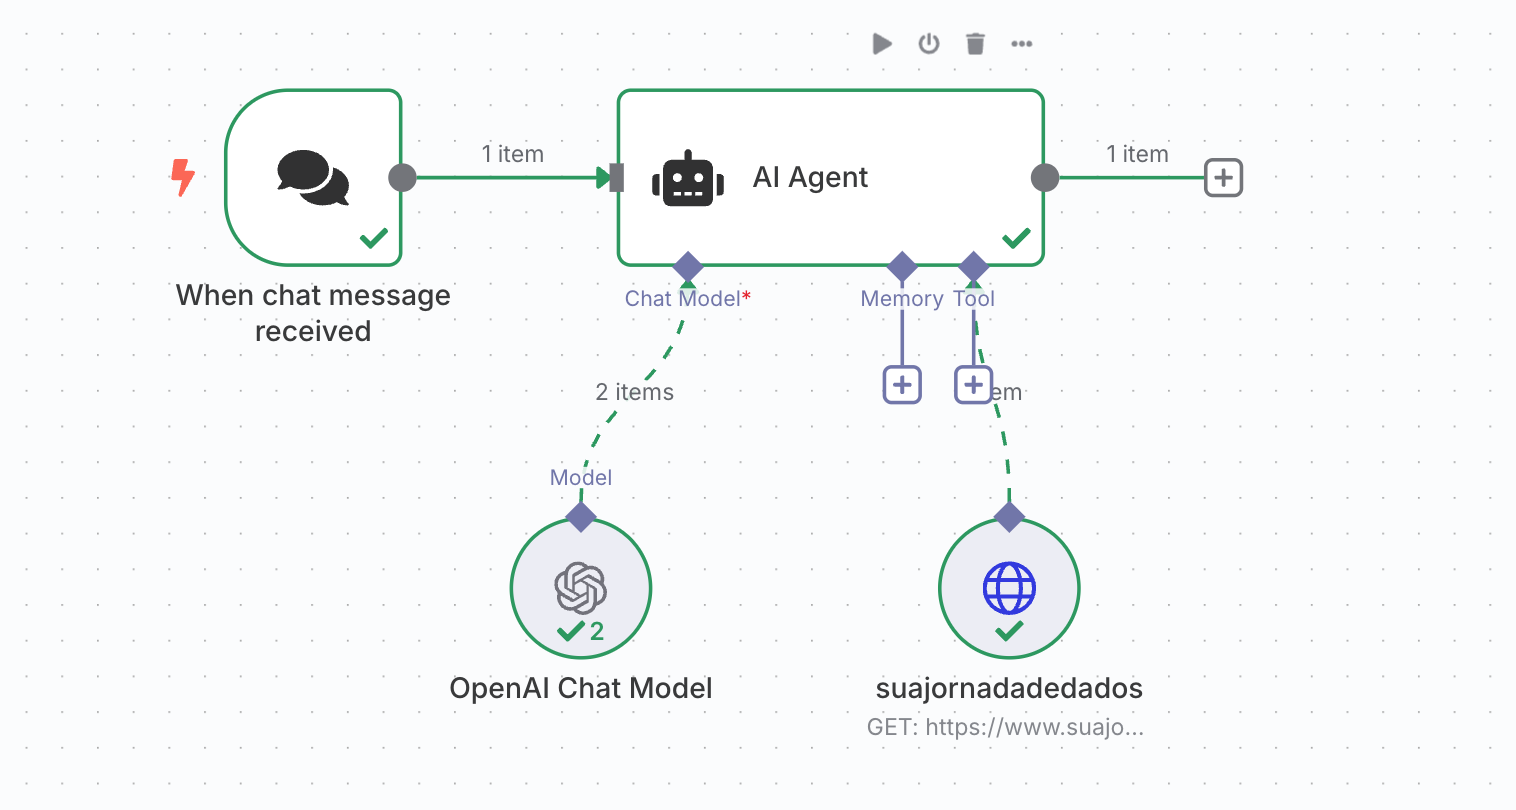 1 item
AI Agent
1 item
When chat message
received
Chat Model*
Memory
Tool
2 items
em
Model
2
OpenAI Chat Model
suajornadadedados
GET: https://www.suajo...